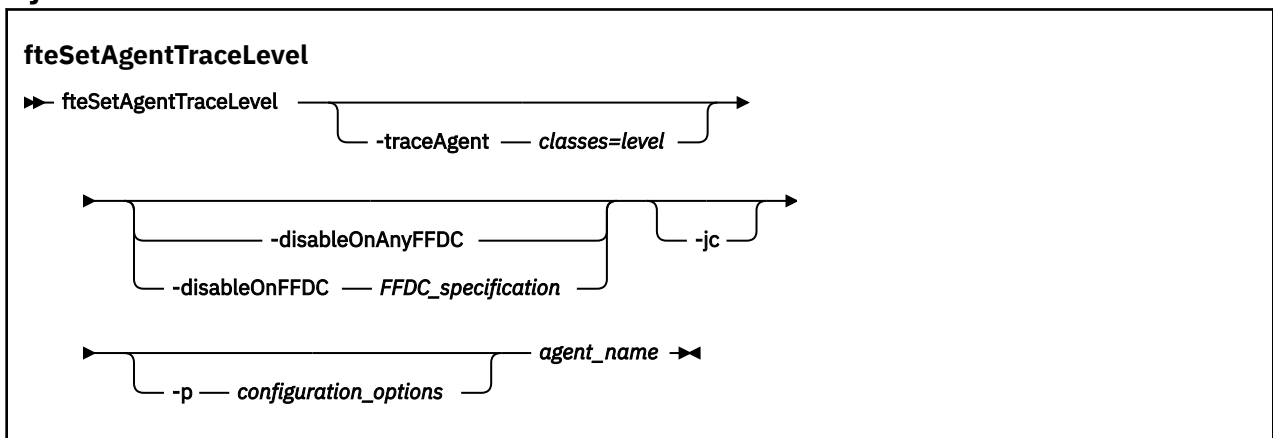 fteSetAgentTraceLevel
fteSetAgentTraceLevel
-traceAgent classes=level
-disableOnAnyFFDC
-jc
-disableOnFFDC FFDC_specification
agent_name
-p configuration_options